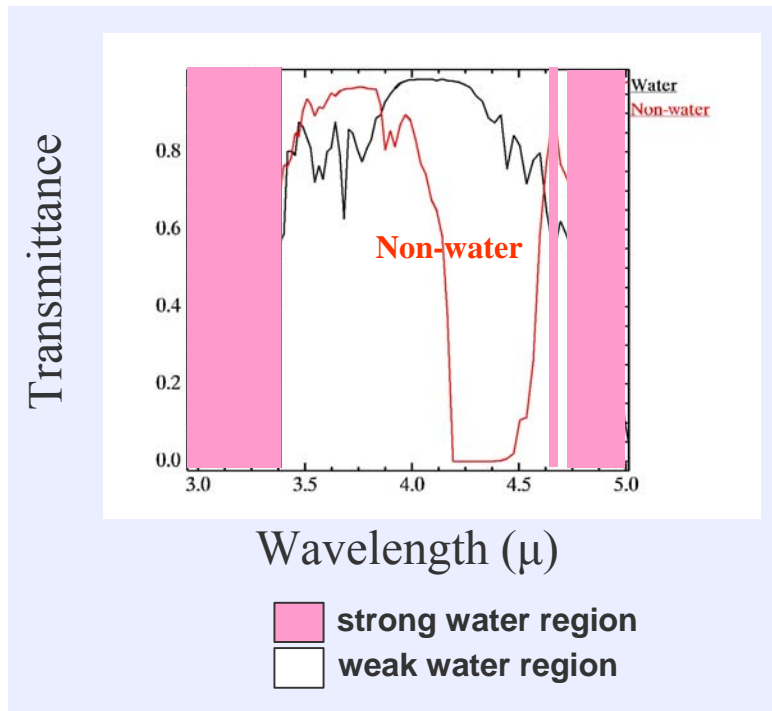 Transmittance
0.8
0.6
0.4
0.2
0.0
3.0 3.5 4.0 4.5 5.0
Water
Non-water
Non-water
Wavelength (μ)
strong water region
weak water region